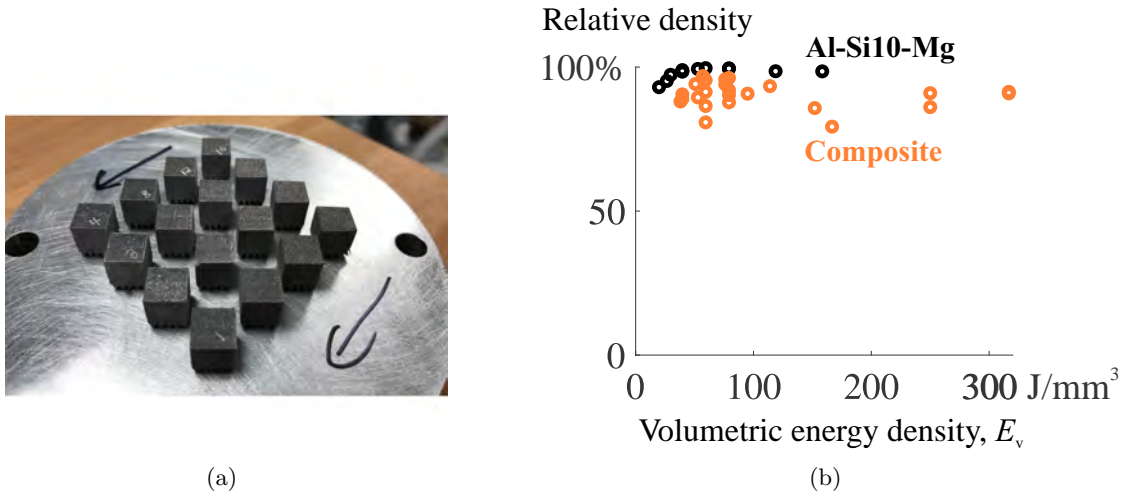 Relative density
Al-Si10-Mg
100%
Composite
50
0
0 100 200 300 J/mm³
Volumetric energy density, Eᵥ
(a) (b)